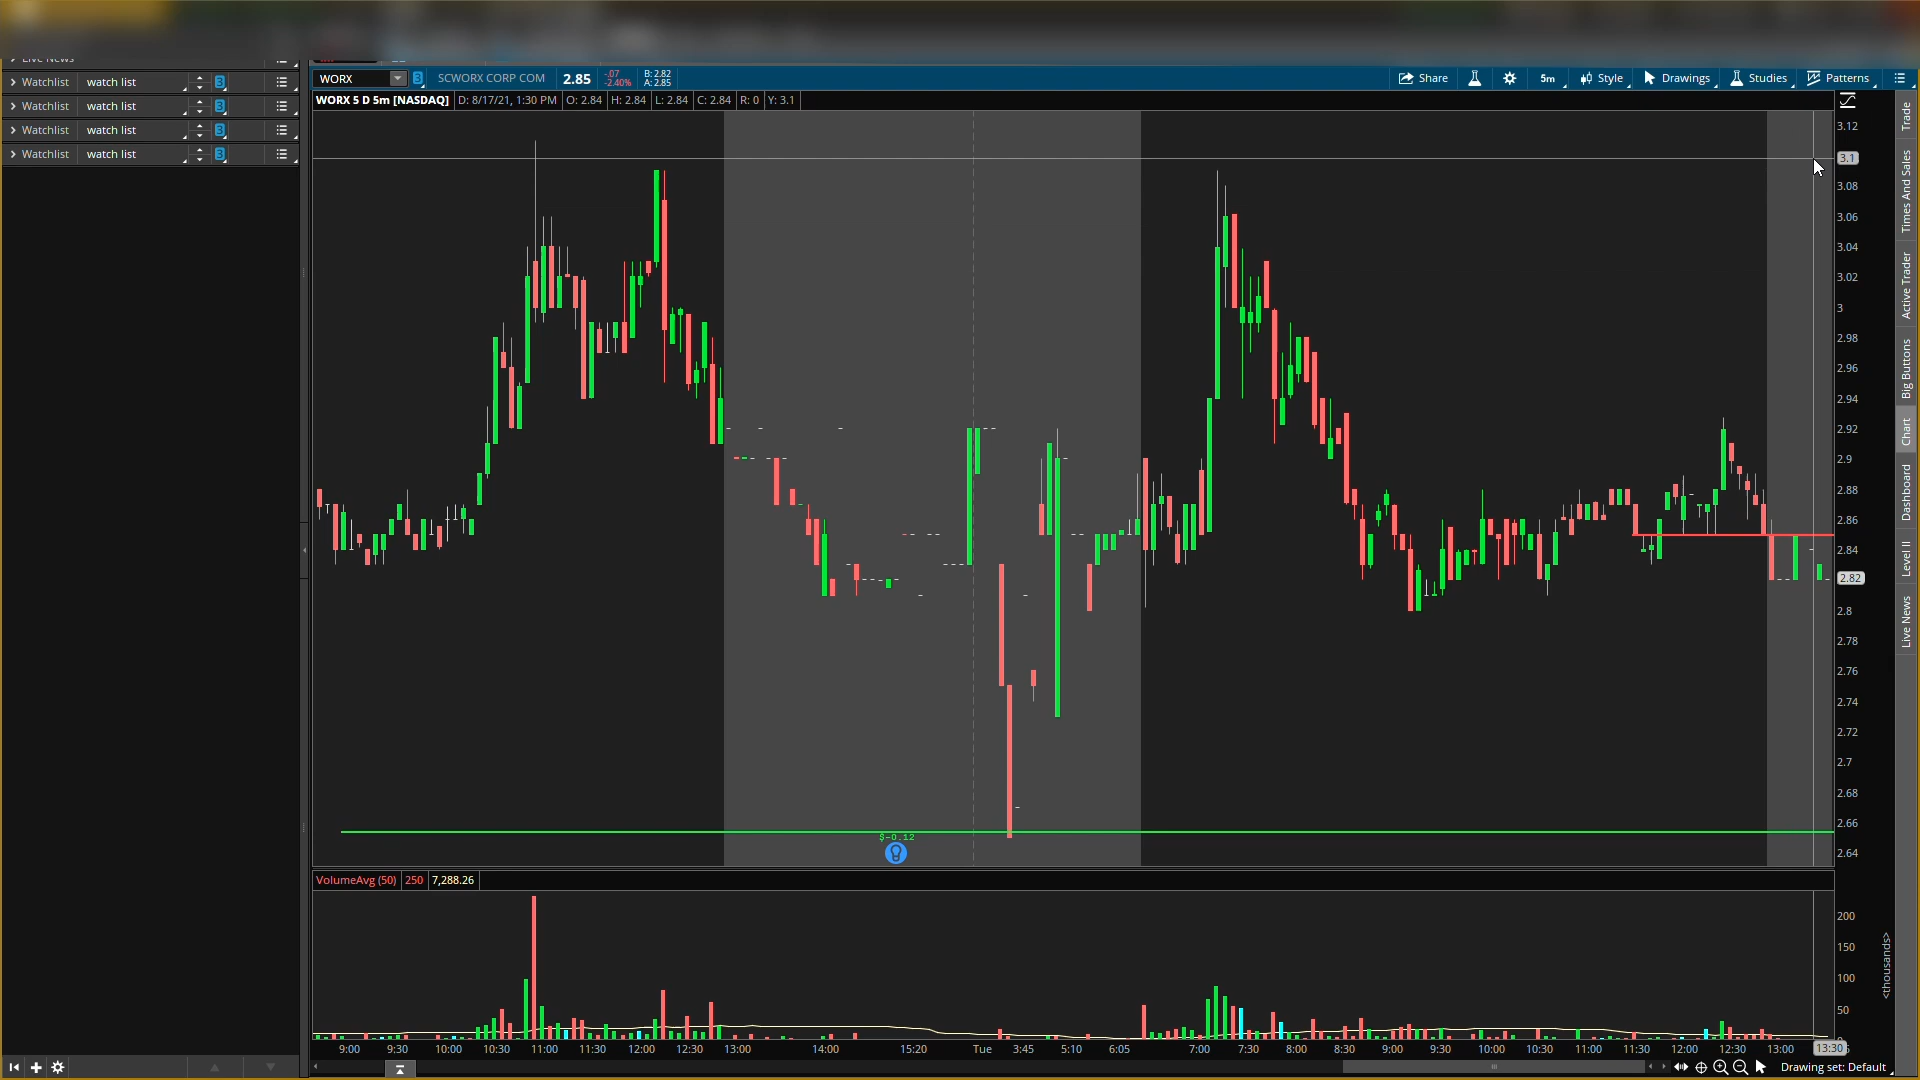 Live News
Watchlist watch list 3
Watchlist watch list 3
Watchlist watch list 3
Watchlist watch list 3
WORX 3 SCWORX CORP COM 2.85 -.07 -2.40% B: 2.82 A: 2.85 Share 5m Style Drawings Studies Patterns
WORX 5 D 5m [NASDAQ] D: 8/17/21, 1:30 PM O: 2.84 H: 2.84 L: 2.84 C: 2.84 R: 0 Y: 3.1
3.12
3.1
3.08
3.06
3.04
3.02
3
2.98
2.96
2.94
2.92
2.9
2.88
2.86
2.84
2.82
2.8
2.78
2.76
2.74
2.72
2.7
2.68
2.66
2.64
$-0.12
Trade
Times And Sales
Active Trader
Big Buttons
Chart
Dashboard
Level II
Live News
VolumeAvg (50) 250 7,288.26
200
150
100
50
<thousands>
9:00 9:30 10:00 10:30 11:00 11:30 12:00 12:30 13:00 14:00 15:20 Tue 3:45 5:10 6:05 7:00 7:30 8:00 8:30 9:00 9:30 10:00 10:30 11:00 11:30 12:00 12:30 13:00 13:30
Drawing set: Default